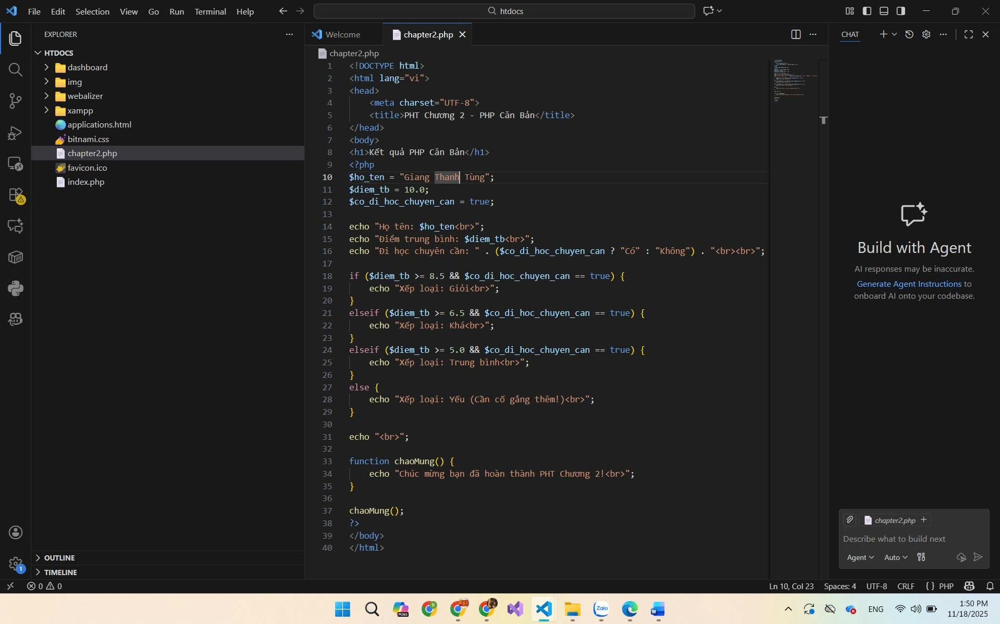 File Edit Selection View Go Run Terminal Help
htdocs
EXPLORER
HTDOCS
dashboard
img
webalizer
xampp
applications.html
bitnami.css
chapter2.php
favicon.ico
index.php
OUTLINE
TIMELINE
Welcome
chapter2.php
chapter2.php
1 <!DOCTYPE html>
2 <html lang="vi">
3 <head>
4 <meta charset="UTF-8">
5 <title>PHT Chương 2 - PHP Căn Bản</title>
6 </head>
7 <body>
8 <h1>Kết quả PHP Căn Bản</h1>
9 <?php
10 $ho_ten = "Giang Thanh Tùng";
11 $diem_tb = 10.0;
12 $co_di_hoc_chuyen_can = true;
13
14 echo "Họ tên: $ho_ten<br>";
15 echo "Điểm trung bình: $diem_tb<br>";
16 echo "Đi học chuyên cần: " . ($co_di_hoc_chuyen_can ? "Có" : "Không") . "<br><br>";
17
18 if ($diem_tb >= 8.5 && $co_di_hoc_chuyen_can == true) {
19 echo "Xếp loại: Giỏi<br>";
20 }
21 elseif ($diem_tb >= 6.5 && $co_di_hoc_chuyen_can == true) {
22 echo "Xếp loại: Khá<br>";
23 }
24 elseif ($diem_tb >= 5.0 && $co_di_hoc_chuyen_can == true) {
25 echo "Xếp loại: Trung bình<br>";
26 }
27 else {
28 echo "Xếp loại: Yếu (Cần cố gắng thêm!)<br>";
29 }
30
31 echo "<br>";
32
33 function chaoMung() {
34 echo "Chúc mừng bạn đã hoàn thành PHT Chương 2!<br>";
35 }
36
37 chaoMung();
38 ?>
39 </body>
40 </html>
CHAT
Build with Agent
AI responses may be inaccurate.
Generate Agent Instructions to
onboard AI onto your codebase.
chapter2.php
Describe what to build next
Agent Auto
1
0 0
Ln 10, Col 23 Spaces: 4 UTF-8 CRLF { } PHP
M365
B
Zalo
ENG
1:50 PM
11/18/2025